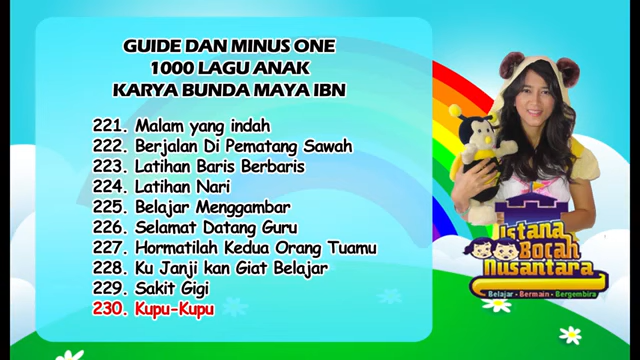 GUIDE DAN MINUS ONE
1000 LAGU ANAK
KARYA BUNDA MAYA IBN
221. Malam yang indah
222. Berjalan Di Pematang Sawah
223. Latihan Baris Berbaris
224. Latihan Nari
225. Belajar Menggambar
226. Selamat Datang Guru
227. Hormatilah Kedua Orang Tuamu
228. Ku Janji kan Giat Belajar
229. Sakit Gigi
230. Kupu-Kupu
Istana
Bocah
Nusantara
Belajar - Bermain - Bergembira